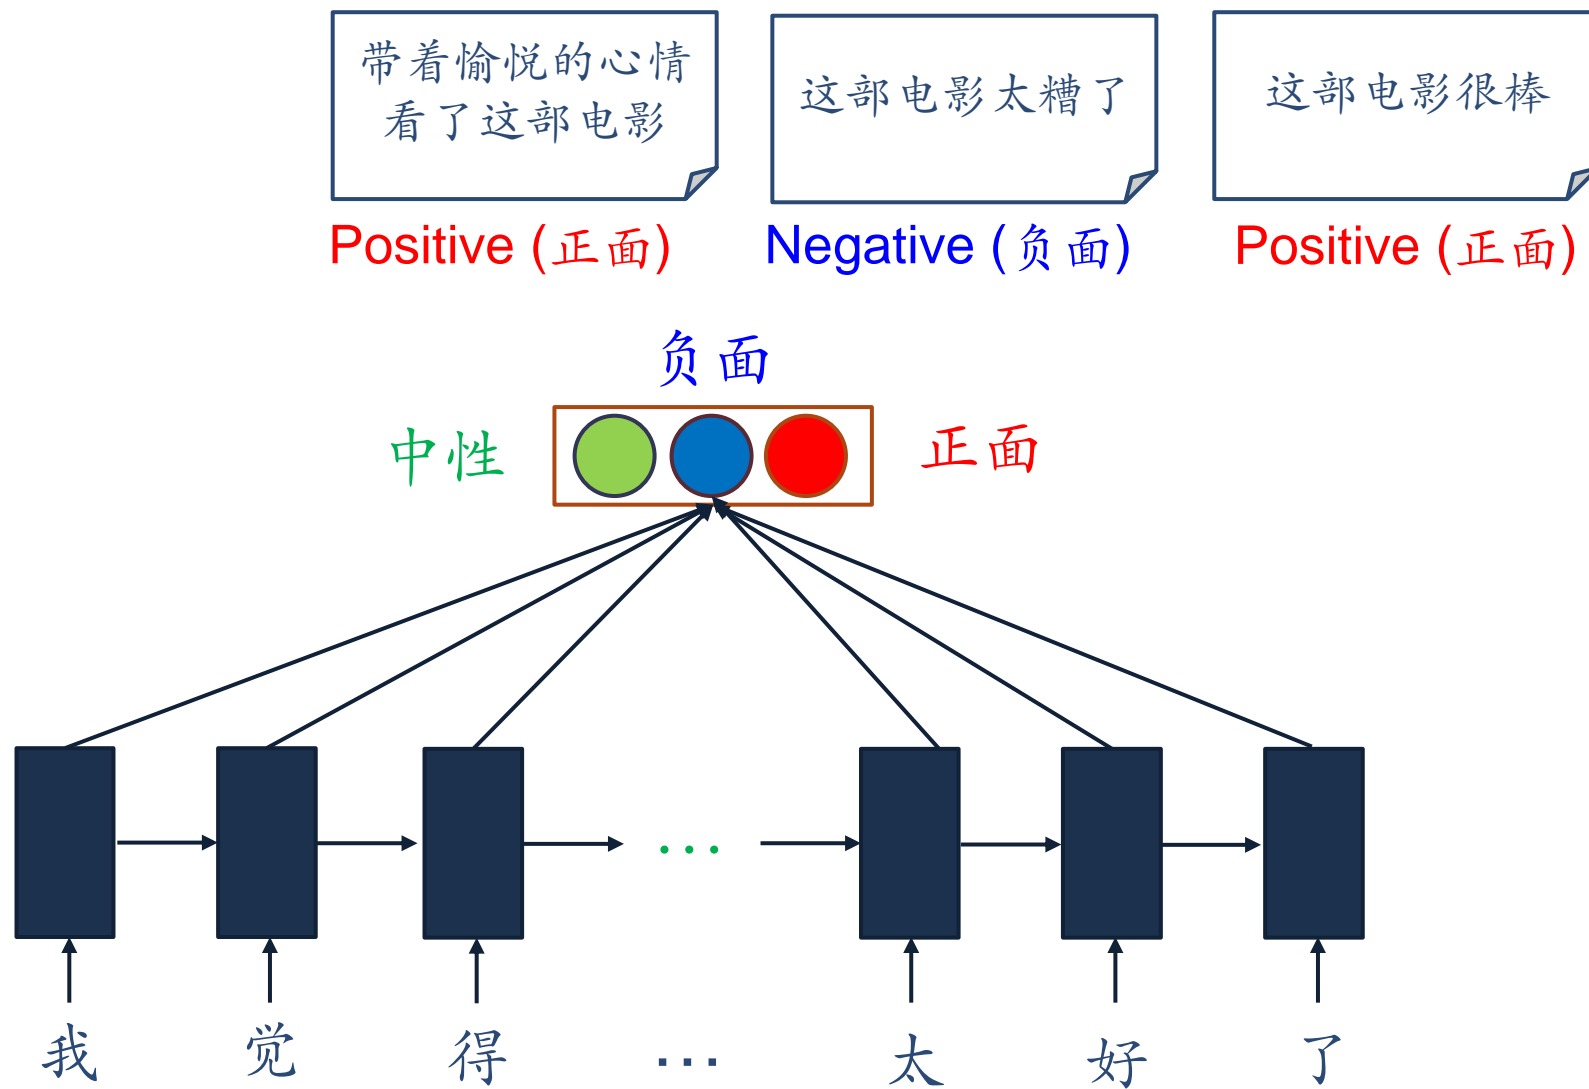 带着愉悦的心情
看了这部电影
这部电影太糟了
这部电影很棒
Positive (正面)
Negative (负面)
Positive (正面)
负面
中性
正面
...
我 觉 得 ... 太 好 了